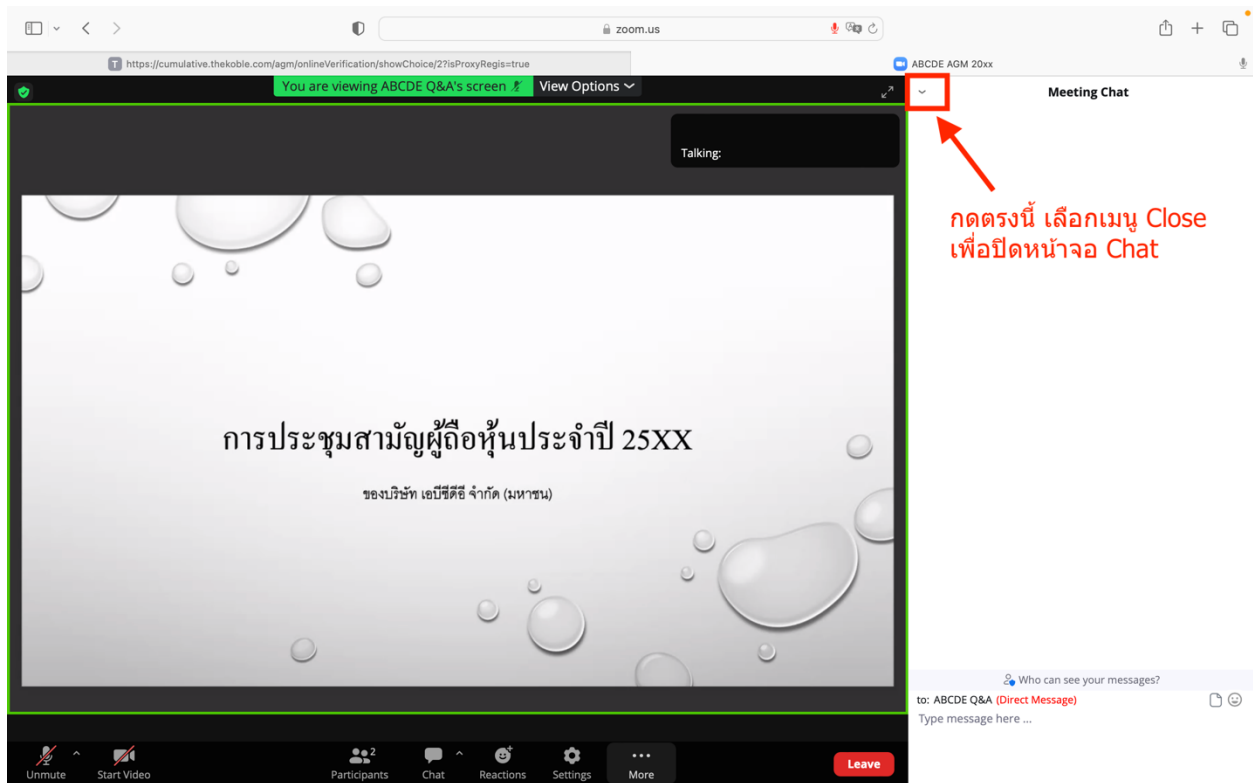 zoom.us
T https://cumulative.thekoble.com/agm/onlineVerification/showChoice/2?isProxyRegis=true
ABCDE AGM 20xx
You are viewing ABCDE Q&A's screen
View Options
Meeting Chat
Talking:
กดตรงนี้ เลือกเมนู Close
เพื่อปิดหน้าจอ Chat
การประชุมสามัญผู้ถือหุ้นประจำปี 25XX
ของบริษัท เอบีซีดีอี จำกัด (มหาชน)
Who can see your messages?
to: ABCDE Q&A (Direct Message)
Type message here ...
2
Unmute
Start Video
Participants
Chat
Reactions
Settings
More
Leave